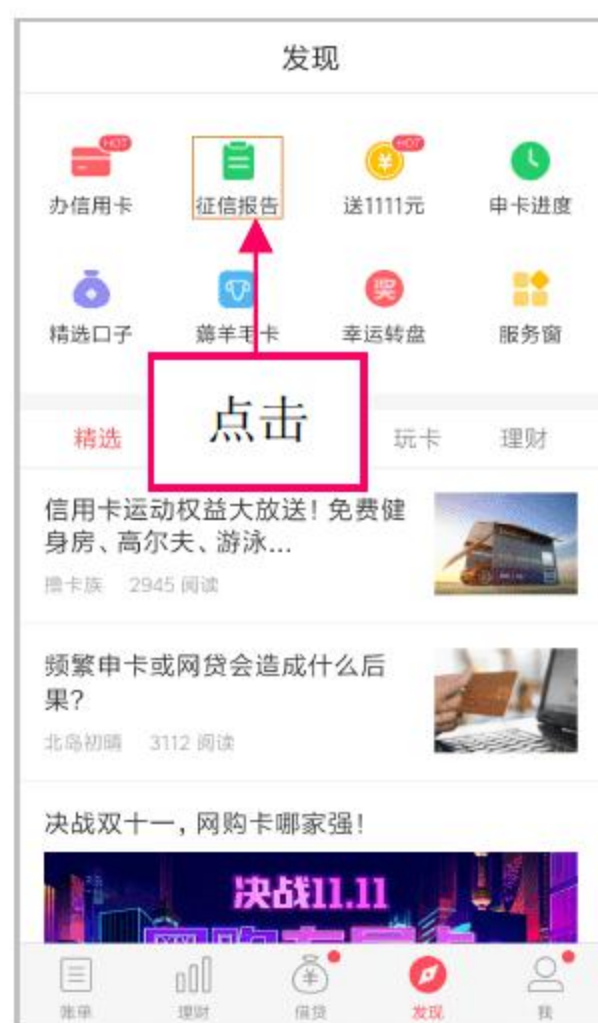 发现
HOT
HOT
办信用卡
征信报告
送1111元
申卡进度
奖
精选口子
薅羊毛卡
幸运转盘
服务窗
点击
精选
玩卡
理财
信用卡运动权益大放送！免费健
身房、高尔夫、游泳...
撸卡族 2945 阅读
频繁申卡或网贷会造成什么后
果?
北岛初晴 3112 阅读
决战双十一，网购卡哪家强！
决战11.11
账单
理财
借贷
发现
我